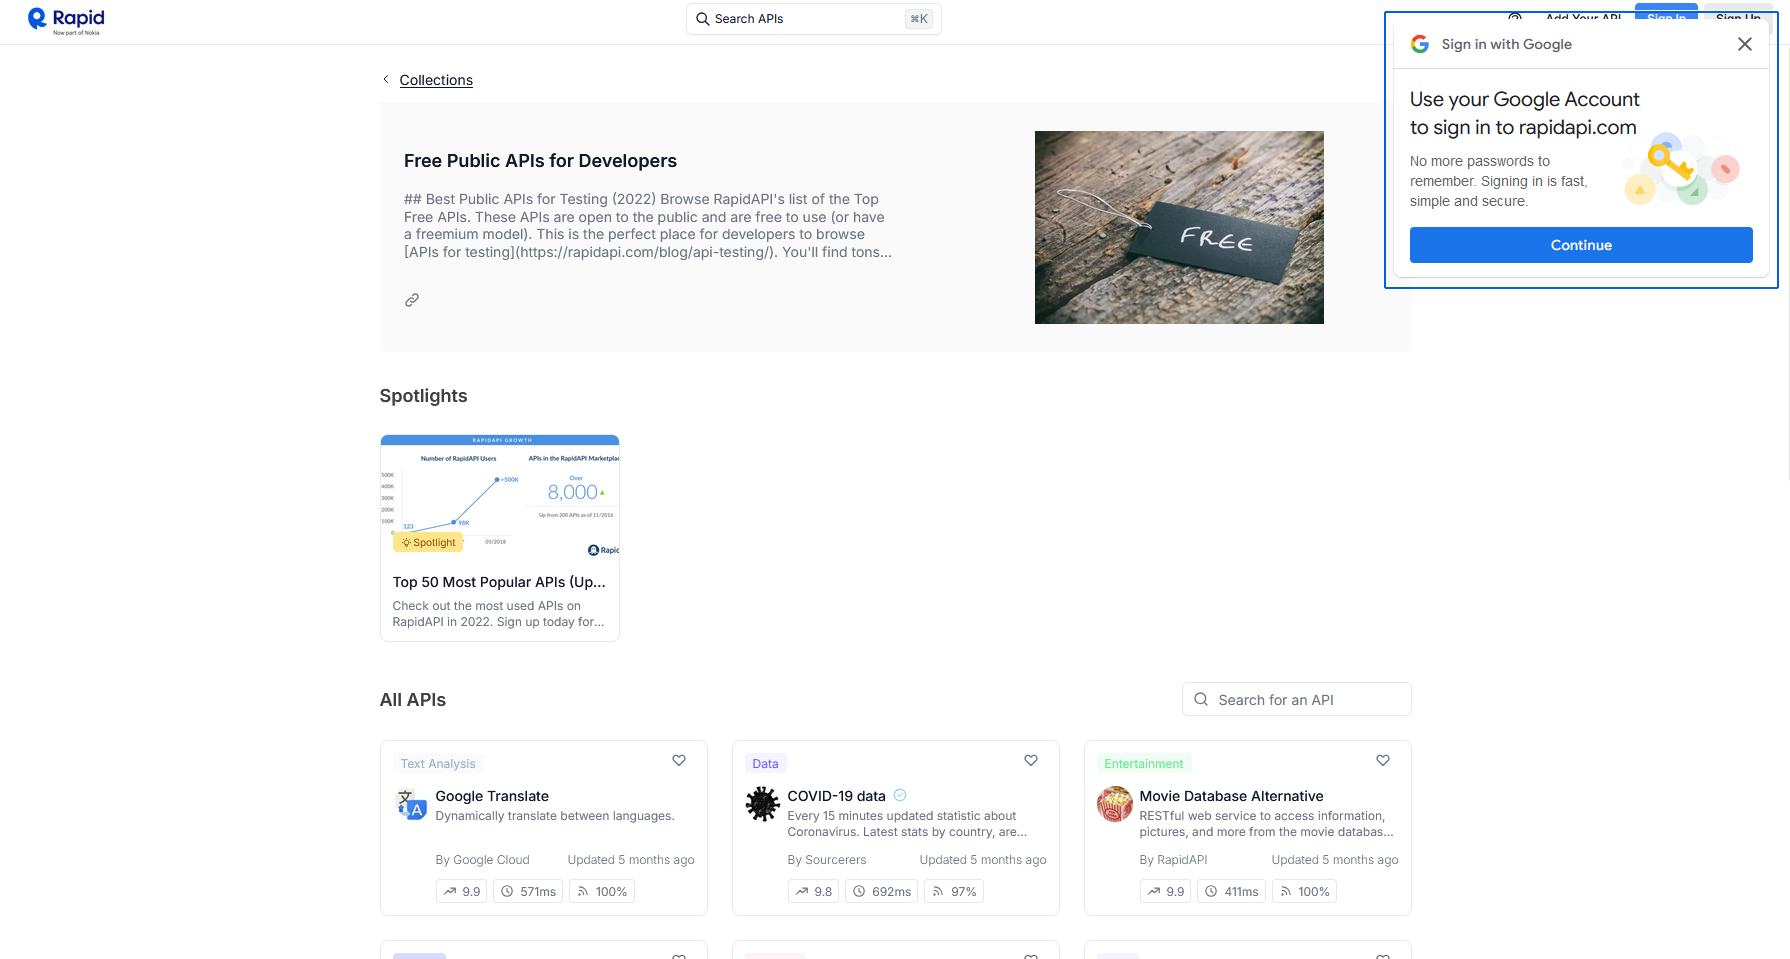 Rapid
Now part of Nokia
Search APIs
⌘K
Add Your API
Sign In
Sign Up
Sign in with Google
Use your Google Account
to sign in to rapidapi.com
No more passwords to
remember. Signing in is fast,
simple and secure.
Continue
Collections
Free Public APIs for Developers
## Best Public APIs for Testing (2022) Browse RapidAPI's list of the Top
Free APIs. These APIs are open to the public and are free to use (or have
a freemium model). This is the perfect place for developers to browse
[APIs for testing](https://rapidapi.com/blog/api-testing/). You'll find tons...
FREE
Spotlights
RAPIDAPI GROWTH
Number of RapidAPI Users
APIs in the RapidAPI Marketplac
500K
400K
300K
200K
100K
0
123
98K
>500K
01/2018
Over
8,000
Up from 200 APIs as of 11/2016
Rapid
Spotlight
Top 50 Most Popular APIs (Up...
Check out the most used APIs on
RapidAPI in 2022. Sign up today for...
All APIs
Search for an API
Text Analysis
Google Translate
Dynamically translate between languages.
By Google Cloud
Updated 5 months ago
9.9
571ms
100%
Data
COVID-19 data
Every 15 minutes updated statistic about
Coronavirus. Latest stats by country, are...
By Sourcerers
Updated 5 months ago
9.8
692ms
97%
Entertainment
Movie Database Alternative
RESTful web service to access information,
pictures, and more from the movie databas...
By RapidAPI
Updated 5 months ago
9.9
411ms
100%